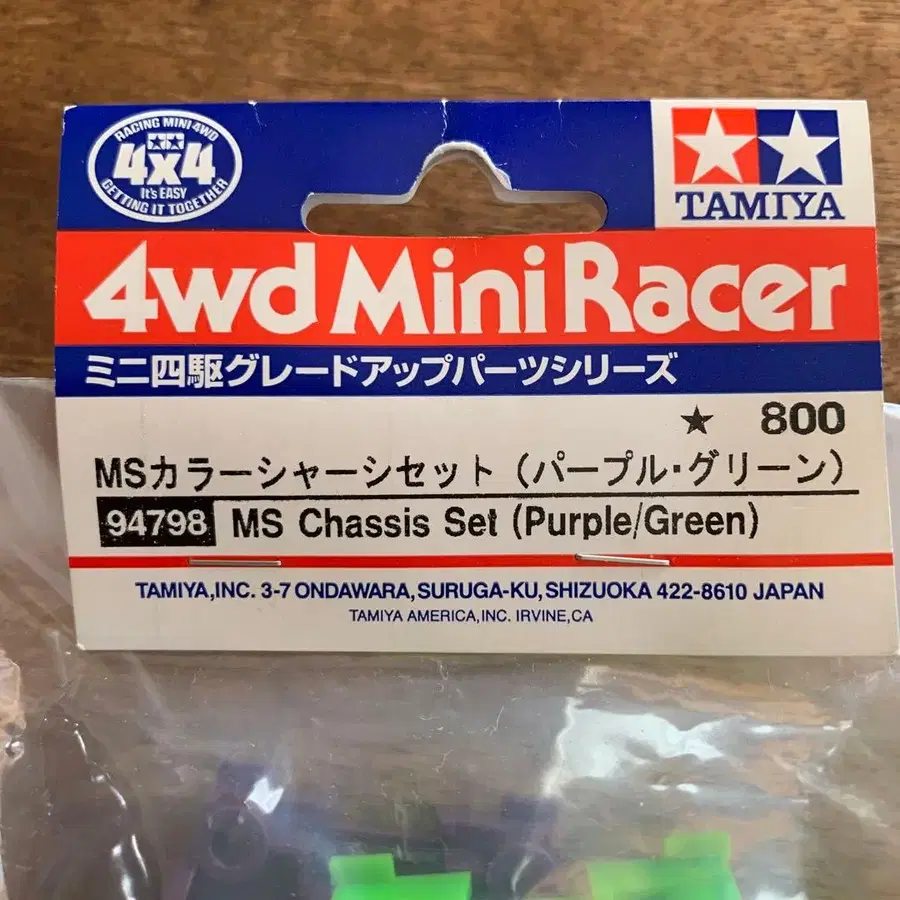 RACING MINI 4WD
4x4
It's EASY
GETTING IT TOGETHER
TAMIYA
4wd Mini Racer
ミニ四駆グレードアップパーツシリーズ
★ 800
MSカラーシャーシセット(パープル・グリーン)
94798 MS Chassis Set (Purple/Green)
TAMIYA,INC. 3-7 ONDAWARA,SURUGA-KU,SHIZUOKA 422-8610 JAPAN
TAMIYA AMERICA,INC. IRVINE,CA